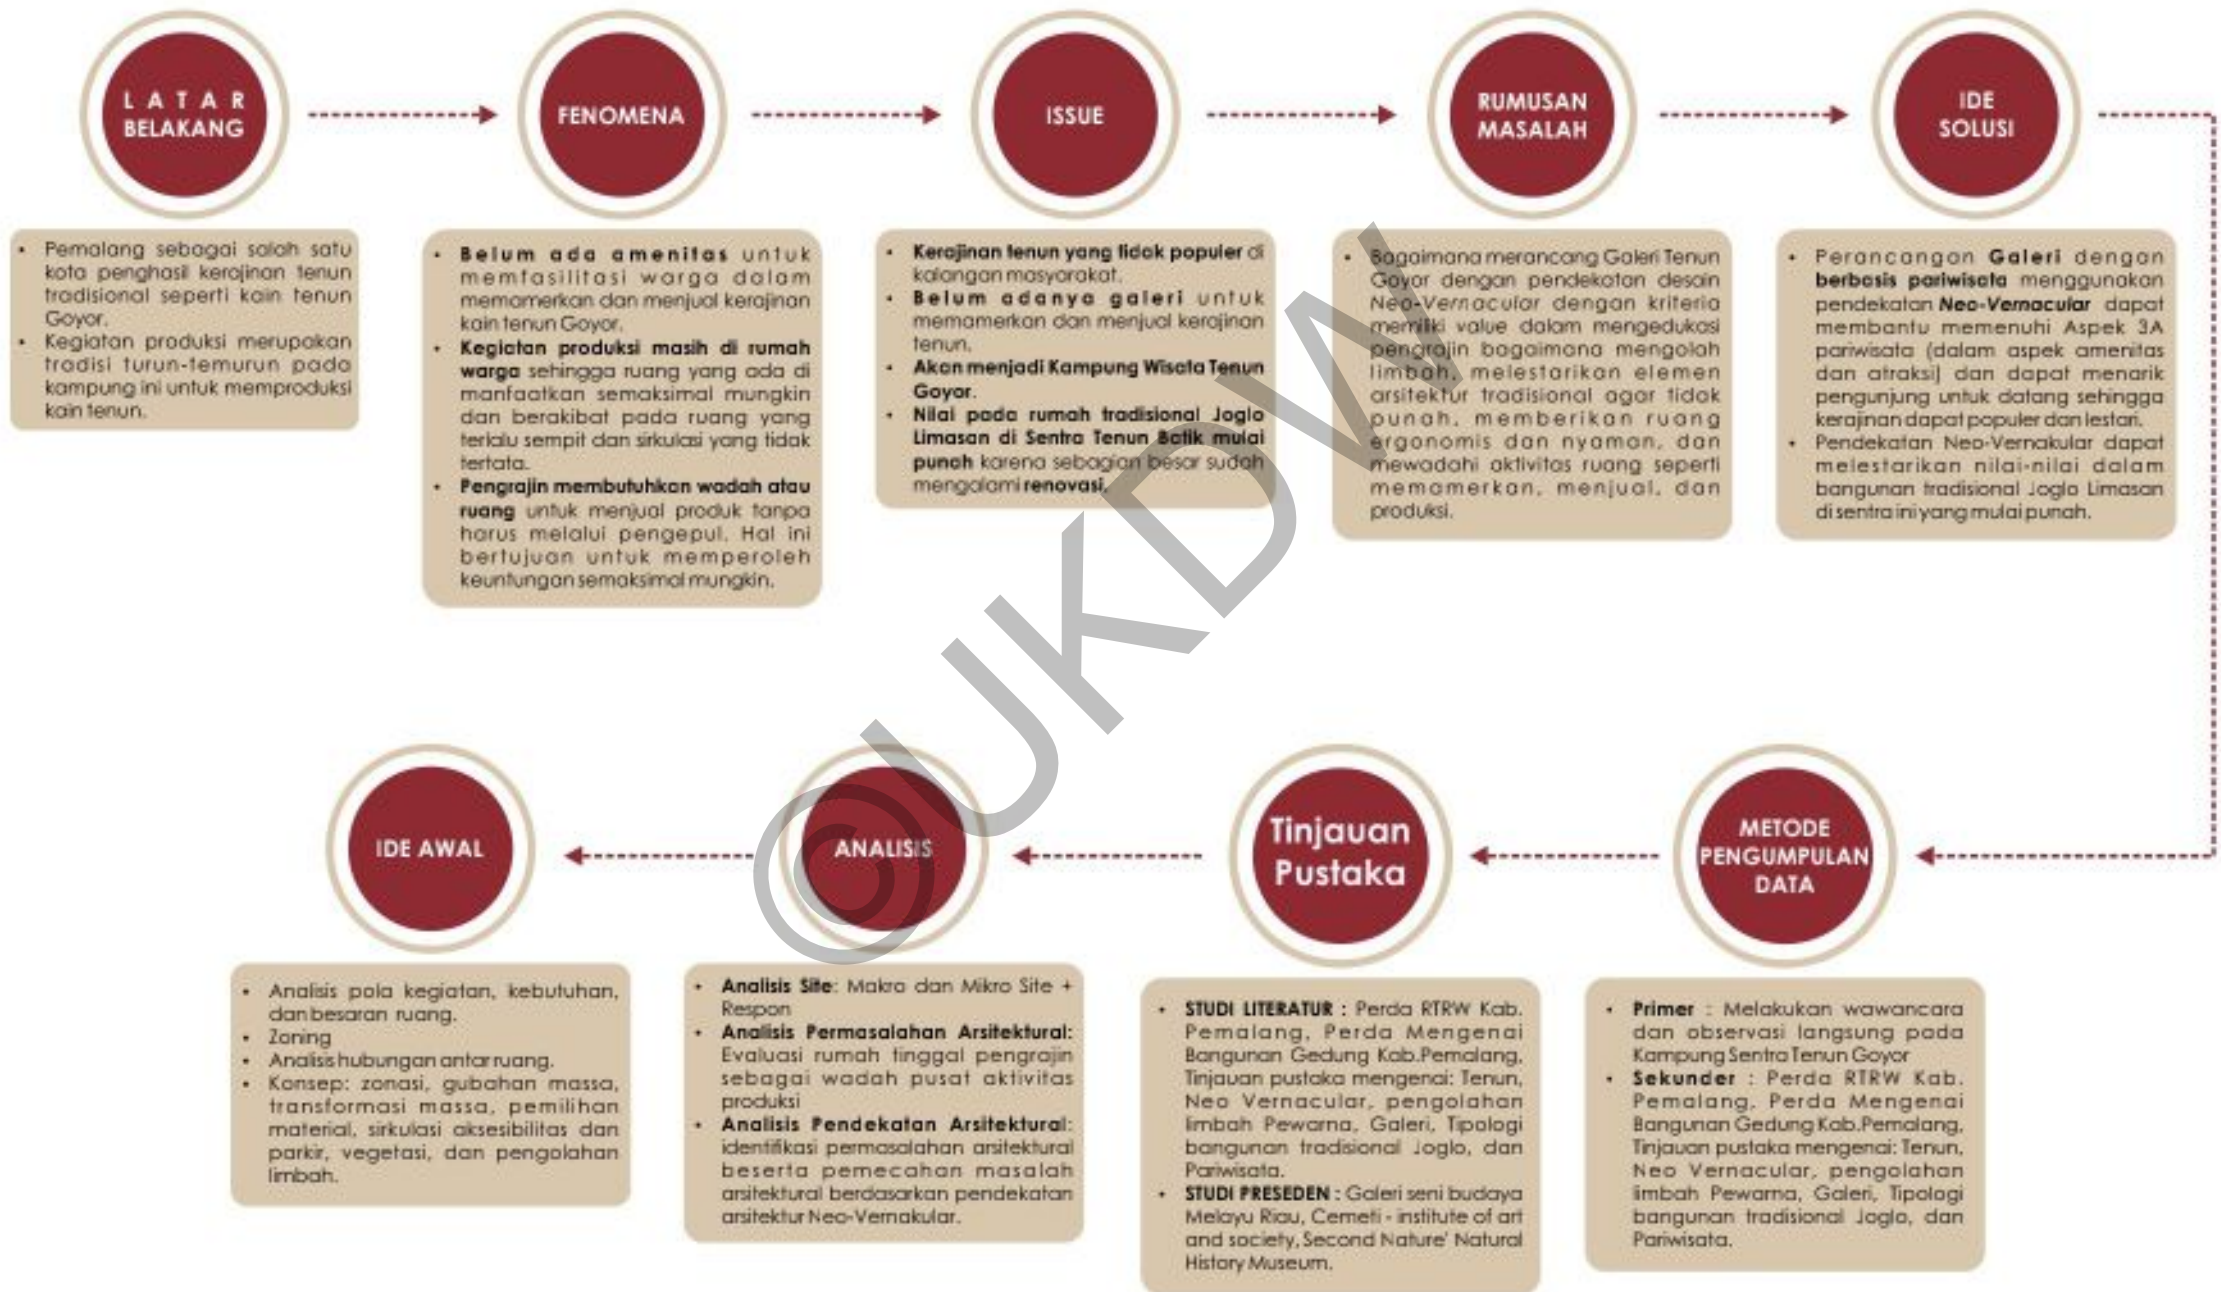 LATAR
BELAKANG
• Pemalang sebagai salah satu
kota penghasil kerajinan tenun
tradisional seperti kain tenun
Goyor.
• Kegiatan produksi merupakan
tradisi turun-temurun pada
kampung ini untuk memproduksi
kain tenun.
FENOMENA
• Belum ada amenitas untuk
memfasilitasi warga dalam
memamerkan dan menjual kerajinan
kain tenun Goyor.
• Kegiatan produksi masih di rumah
warga sehingga ruang yang ada di
manfaatkan semaksimal mungkin
dan berakibat pada ruang yang
terlalu sempit dan sirkulasi yang tidak
tertata.
• Pengrajin membutuhkan wadah atau
ruang untuk menjual produk tanpa
harus melalui pengepul. Hal ini
bertujuan untuk memperoleh
keuntungan semaksimal mungkin.
ISSUE
• Kerajinan tenun yang tidak populer di
kalangan masyarakat.
• Belum adanya galeri untuk
memamerkan dan menjual kerajinan
tenun.
• Akan menjadi Kampung Wisata Tenun
Goyor.
• Nilai pada rumah tradisional Joglo
Limasan di Sentra Tenun Batik mulai
punah karena sebagian besar sudah
mengalami renovasi.
RUMUSAN
MASALAH
• Bagaimana merancang Galeri Tenun
Goyor dengan pendekatan desain
Neo-Vernacular dengan kriteria
memiliki value dalam mengedukasi
pengrajin bagaimana mengolah
limbah, melestarikan elemen
arsitektur tradisional agar tidak
punah, memberikan ruang
ergonomis dan nyaman, dan
mewadahi aktivitas ruang seperti
memamerkan, menjual, dan
produksi.
IDE
SOLUSI
• Perancangan Galeri dengan
berbasis pariwisata menggunakan
pendekatan Neo-Vernacular dapat
membantu memenuhi Aspek 3A
pariwisata (dalam aspek amenitas
dan atraksi) dan dapat menarik
pengunjung untuk datang sehingga
kerajinan dapat populer dan lestari.
• Pendekatan Neo-Vernakular dapat
melestarikan nilai-nilai dalam
bangunan tradisional Joglo Limasan
di sentra ini yang mulai punah.
METODE
PENGUMPULAN
DATA
• Primer : Melakukan wawancara
dan observasi langsung pada
Kampung Sentra Tenun Goyor
• Sekunder : Perda RTRW Kab.
Pemalang, Perda Mengenai
Bangunan Gedung Kab.Pemalang,
Tinjauan pustaka mengenai: Tenun,
Neo Vernacular, pengolahan
limbah Pewarna, Galeri, Tipologi
bangunan tradisional Joglo, dan
Pariwisata.
Tinjauan
Pustaka
• STUDI LITERATUR : Perda RTRW Kab.
Pemalang, Perda Mengenai
Bangunan Gedung Kab.Pemalang,
Tinjauan pustaka mengenai: Tenun,
Neo Vernacular, pengolahan
limbah Pewarna, Galeri, Tipologi
bangunan tradisional Joglo, dan
Pariwisata.
• STUDI PRESEDEN : Galeri seni budaya
Melayu Riau, Cemeti - institute of art
and society, Second Nature' Natural
History Museum.
ANALISIS
• Analisis Site: Makro dan Mikro Site +
Respon
• Analisis Permasalahan Arsitektural:
Evaluasi rumah tinggal pengrajin
sebagai wadah pusat aktivitas
produksi
• Analisis Pendekatan Arsitektural:
identifikasi permasalahan arsitektural
beserta pemecahan masalah
arsitektural berdasarkan pendekatan
arsitektur Neo-Vernakular.
IDE AWAL
• Analisis pola kegiatan, kebutuhan,
dan besaran ruang.
• Zoning
• Analisis hubungan antar ruang.
• Konsep: zonasi, gubahan massa,
transformasi massa, pemilihan
material, sirkulasi aksesibilitas dan
parkir, vegetasi, dan pengolahan
limbah.
©UKDW